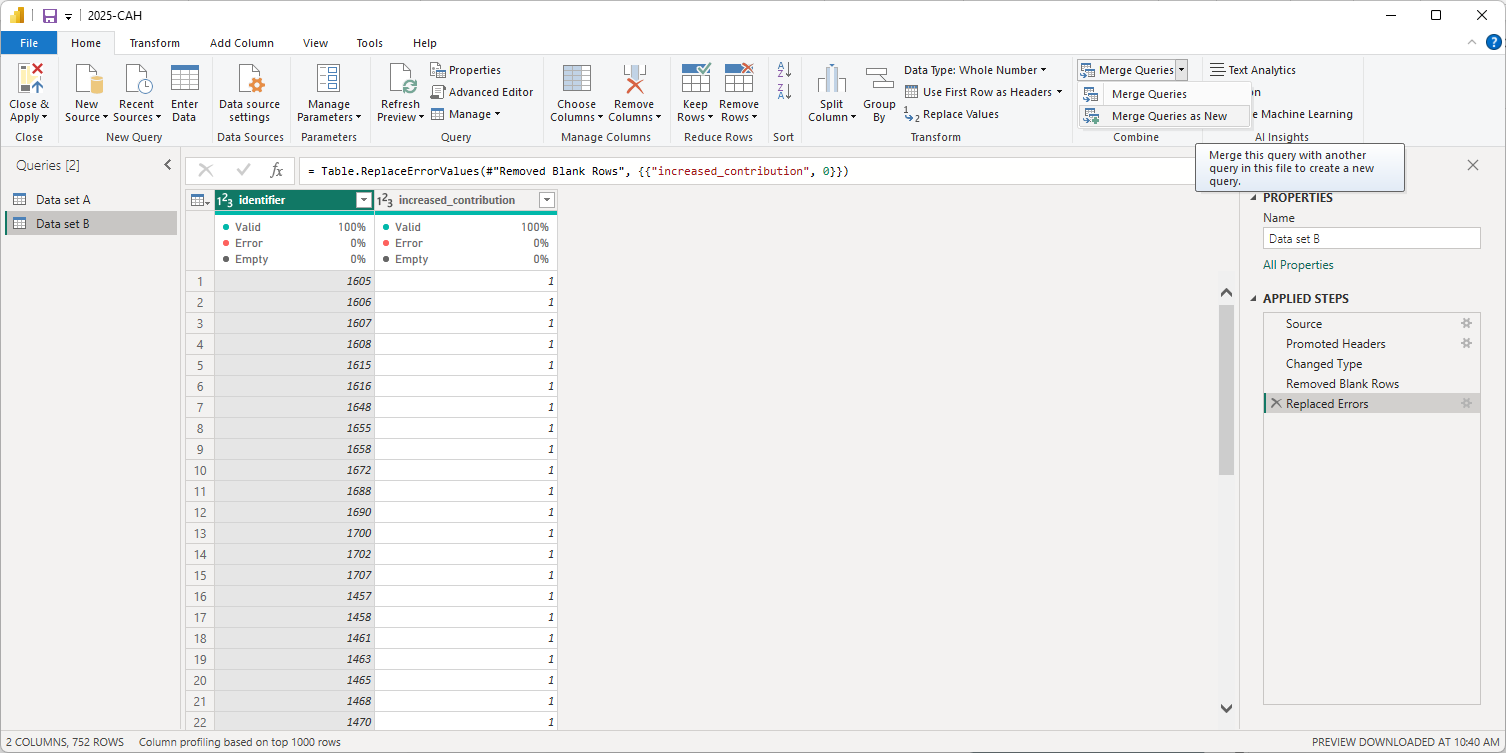 2025-CAH
File Home Transform Add Column View Tools Help
Close & Apply
New Source
Recent Sources
Enter Data
Data source settings
Manage Parameters
Refresh Preview
Properties
Advanced Editor
Manage
Choose Columns
Remove Columns
Keep Rows
Remove Rows
Split Column
Group By
Data Type: Whole Number
Use First Row as Headers
Replace Values
Merge Queries
Merge Queries
Merge Queries as New
Text Analytics
on
e Machine Learning
Close New Query Data Sources Parameters Query Manage Columns Reduce Rows Sort Transform Combine AI Insights
Merge this query with another
query in this file to create a new
query.
Queries [2]
Data set A
Data set B
fx
= Table.ReplaceErrorValues(#"Removed Blank Rows", {{"increased_contribution", 0}})
123 identifier 123 increased_contribution
Valid 100% Valid 100%
Error 0% Error 0%
Empty 0% Empty 0%
1 1605 1
2 1606 1
3 1607 1
4 1608 1
5 1615 1
6 1616 1
7 1648 1
8 1655 1
9 1658 1
10 1672 1
11 1688 1
12 1690 1
13 1700 1
14 1702 1
15 1707 1
16 1457 1
17 1458 1
18 1461 1
19 1463 1
20 1465 1
21 1468 1
22 1470 1
PROPERTIES
Name
Data set B
All Properties
APPLIED STEPS
Source
Promoted Headers
Changed Type
Removed Blank Rows
Replaced Errors
2 COLUMNS, 752 ROWS Column profiling based on top 1000 rows PREVIEW DOWNLOADED AT 10:40 AM